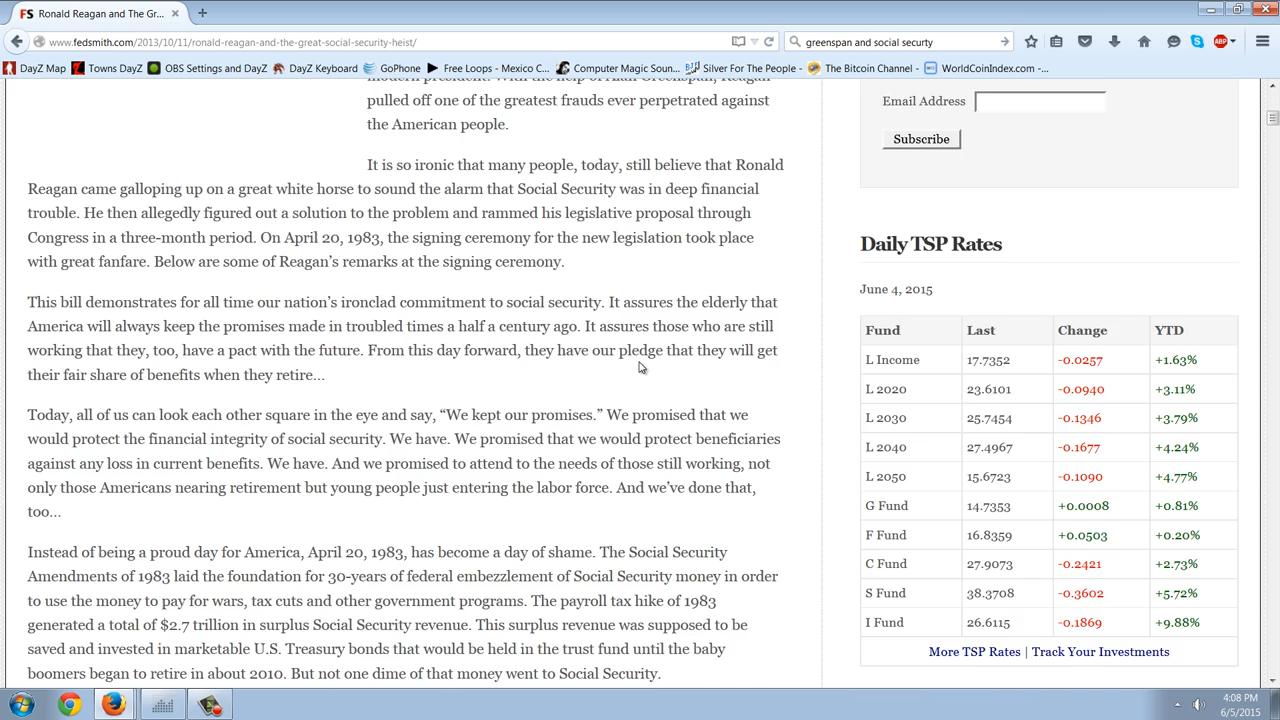 FS Ronald Reagan and The Gr... × +
www.fedsmith.com/2013/10/11/ronald-reagan-and-the-great-social-security-heist/
greenspan and social securty
ABP
DayZ Map Towns DayZ OBS Settings and DayZ DayZ Keyboard GoPhone Free Loops - Mexico C... Computer Magic Soun... Silver For The People - ... The Bitcoin Channel - ... WorldCoinIndex.com -...
modern president. With the help of Alan Greenspan, Reagan
pulled off one of the greatest frauds ever perpetrated against
the American people.
It is so ironic that many people, today, still believe that Ronald
Reagan came galloping up on a great white horse to sound the alarm that Social Security was in deep financial
trouble. He then allegedly figured out a solution to the problem and rammed his legislative proposal through
Congress in a three-month period. On April 20, 1983, the signing ceremony for the new legislation took place
with great fanfare. Below are some of Reagan’s remarks at the signing ceremony.
This bill demonstrates for all time our nation’s ironclad commitment to social security. It assures the elderly that
America will always keep the promises made in troubled times a half a century ago. It assures those who are still
working that they, too, have a pact with the future. From this day forward, they have our pledge that they will get
their fair share of benefits when they retire…
Today, all of us can look each other square in the eye and say, “We kept our promises.” We promised that we
would protect the financial integrity of social security. We have. We promised that we would protect beneficiaries
against any loss in current benefits. We have. And we promised to attend to the needs of those still working, not
only those Americans nearing retirement but young people just entering the labor force. And we’ve done that,
too…
Instead of being a proud day for America, April 20, 1983, has become a day of shame. The Social Security
Amendments of 1983 laid the foundation for 30-years of federal embezzlement of Social Security money in order
to use the money to pay for wars, tax cuts and other government programs. The payroll tax hike of 1983
generated a total of $2.7 trillion in surplus Social Security revenue. This surplus revenue was supposed to be
saved and invested in marketable U.S. Treasury bonds that would be held in the trust fund until the baby
boomers began to retire in about 2010. But not one dime of that money went to Social Security.
Email Address
Subscribe
Daily TSP Rates
June 4, 2015
Fund Last Change YTD
L Income 17.7352 -0.0257 +1.63%
L 2020 23.6101 -0.0940 +3.11%
L 2030 25.7454 -0.1346 +3.79%
L 2040 27.4967 -0.1677 +4.24%
L 2050 15.6723 -0.1090 +4.77%
G Fund 14.7353 +0.0008 +0.81%
F Fund 16.8359 +0.0503 +0.20%
C Fund 27.9073 -0.2421 +2.73%
S Fund 38.3708 -0.3602 +5.72%
I Fund 26.6115 -0.1869 +9.88%
More TSP Rates | Track Your Investments
4:08 PM
6/5/2015